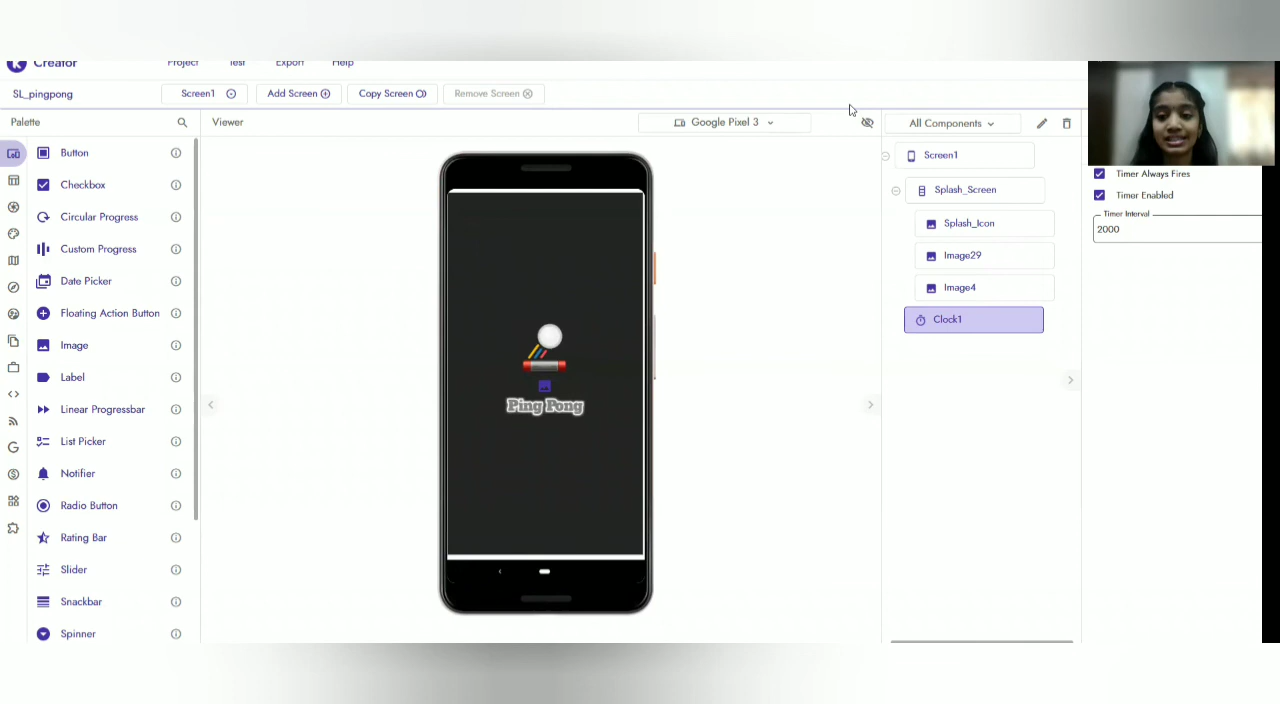 Creator
Project
Test
Export
Help
SL_pingpong
Screen1
Add Screen
Copy Screen
Remove Screen
Palette
Viewer
Google Pixel 3
All Components
Button
Checkbox
Circular Progress
Custom Progress
Date Picker
Floating Action Button
Image
Label
Linear Progressbar
List Picker
Notifier
Radio Button
Rating Bar
Slider
Snackbar
Spinner
Ping Pong
Screen1
Splash_Screen
Splash_Icon
Image29
Image4
Clock1
Timer Always Fires
Timer Enabled
Timer Interval
2000